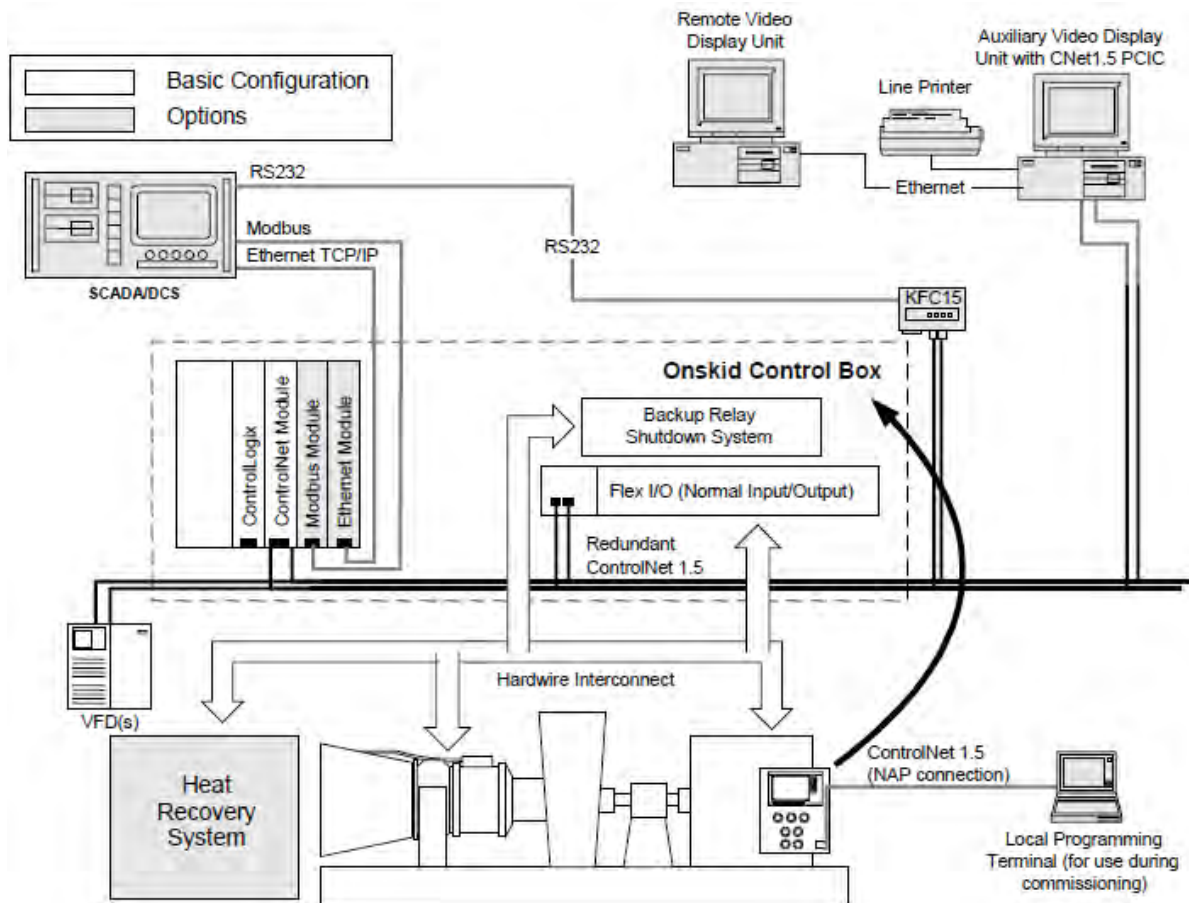 Basic Configuration
Options
Remote Video
Display Unit
Auxiliary Video Display
Unit with CNet1.5 PCIC
Line Printer
Ethernet
RS232
Modbus
Ethernet TCP/IP
SCADA/DCS
RS232
KFC15
Onskid Control Box
ControlLogix
ControlNet Module
Modbus Module
Ethernet Module
Backup Relay
Shutdown System
Flex I/O (Normal Input/Output)
Redundant
ControlNet 1.5
VFD(s)
Hardwire Interconnect
Heat
Recovery
System
ControlNet 1.5
(NAP connection)
Local Programming
Terminal (for use during
commissioning)